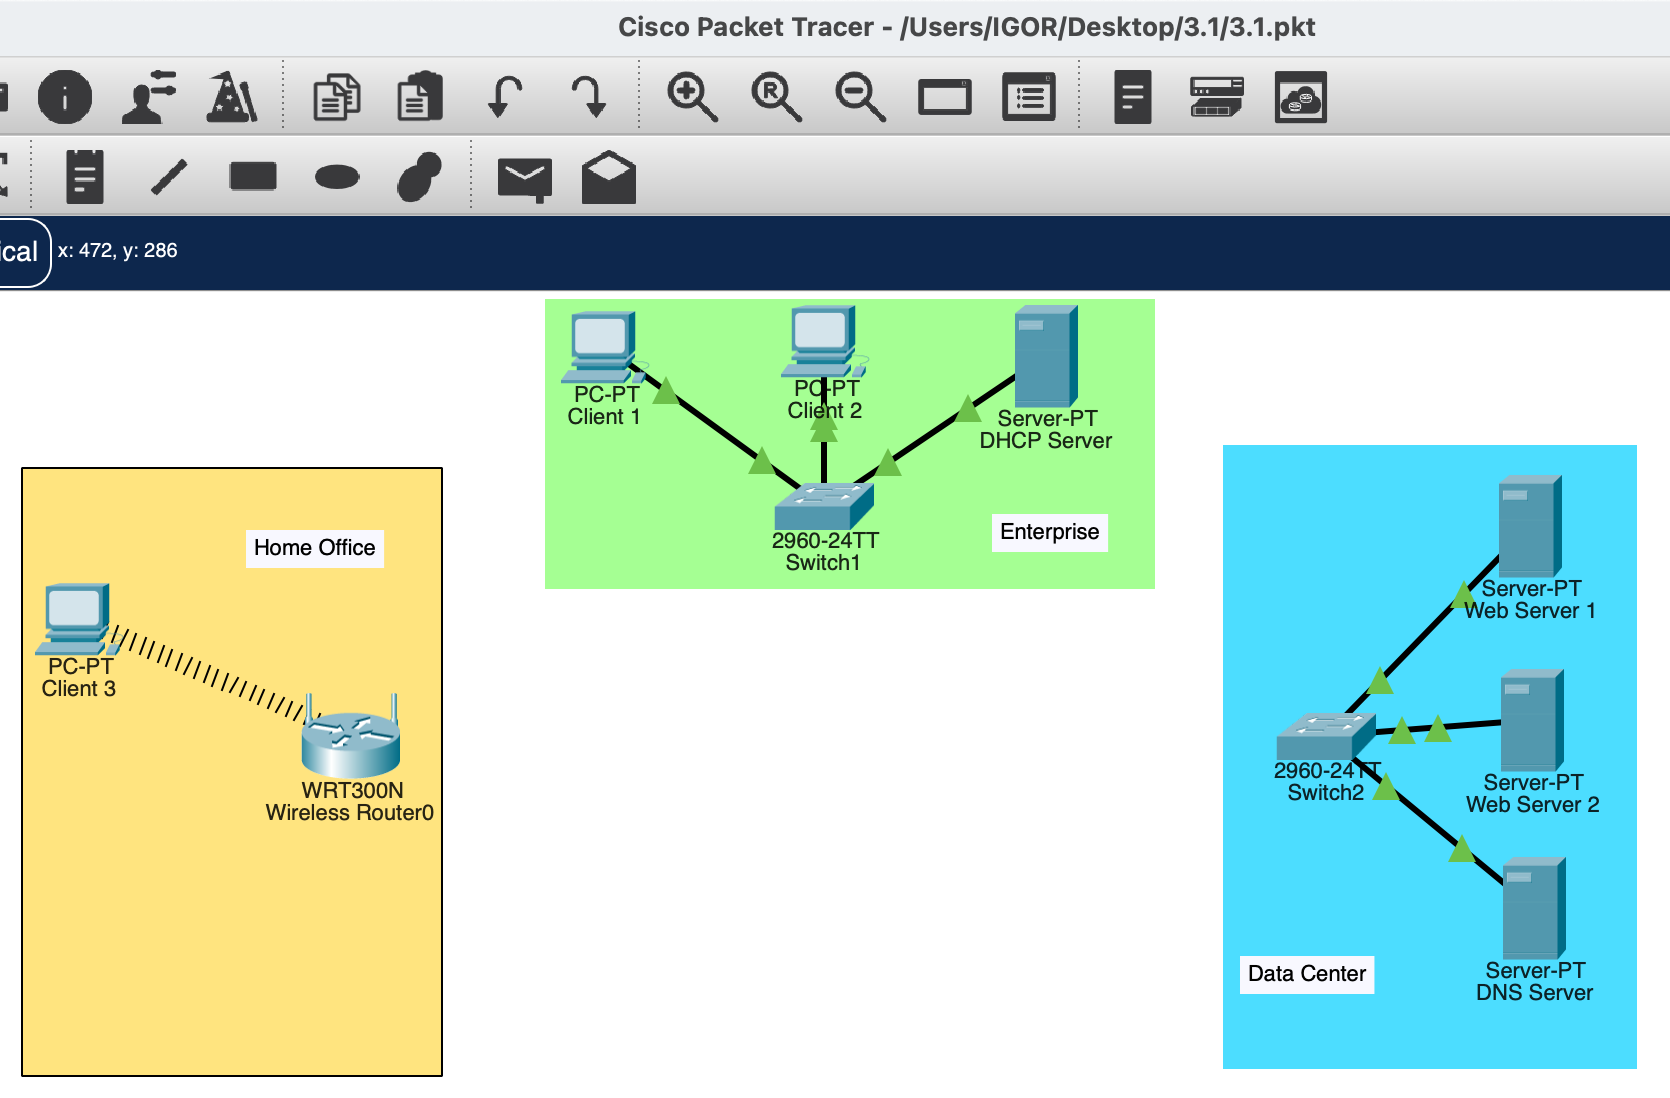 Cisco Packet Tracer - /Users/IGOR/Desktop/3.1/3.1.pkt
ical
x: 472, y: 286
PC-PT
Client 1
PC-PT
Client 2
Server-PT
DHCP Server
2960-24TT
Switch1
Enterprise
Home Office
PC-PT
Client 3
WRT300N
Wireless Router0
Server-PT
Web Server 1
2960-24TT
Switch2
Server-PT
Web Server 2
Server-PT
DNS Server
Data Center